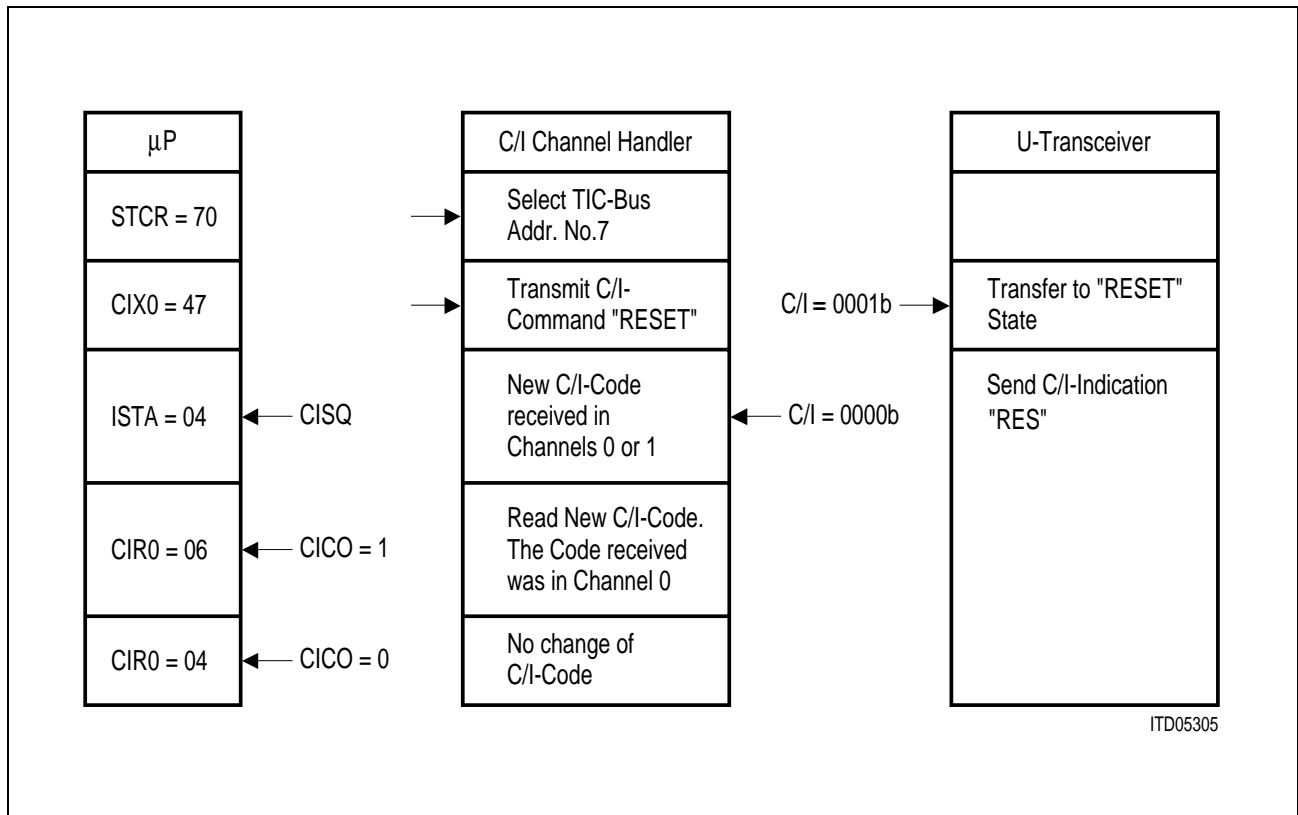 μP
C/I Channel Handler
U-Transceiver
STCR = 70
Select TIC-Bus
Addr. No.7
CIX0 = 47
Transmit C/I-
Command "RESET"
C/I = 0001b
Transfer to "RESET"
State
ISTA = 04
CISQ
New C/I-Code
received in
Channels 0 or 1
C/I = 0000b
Send C/I-Indication
"RES"
CIR0 = 06
CICO = 1
Read New C/I-Code.
The Code received
was in Channel 0
CIR0 = 04
CICO = 0
No change of
C/I-Code
ITD05305